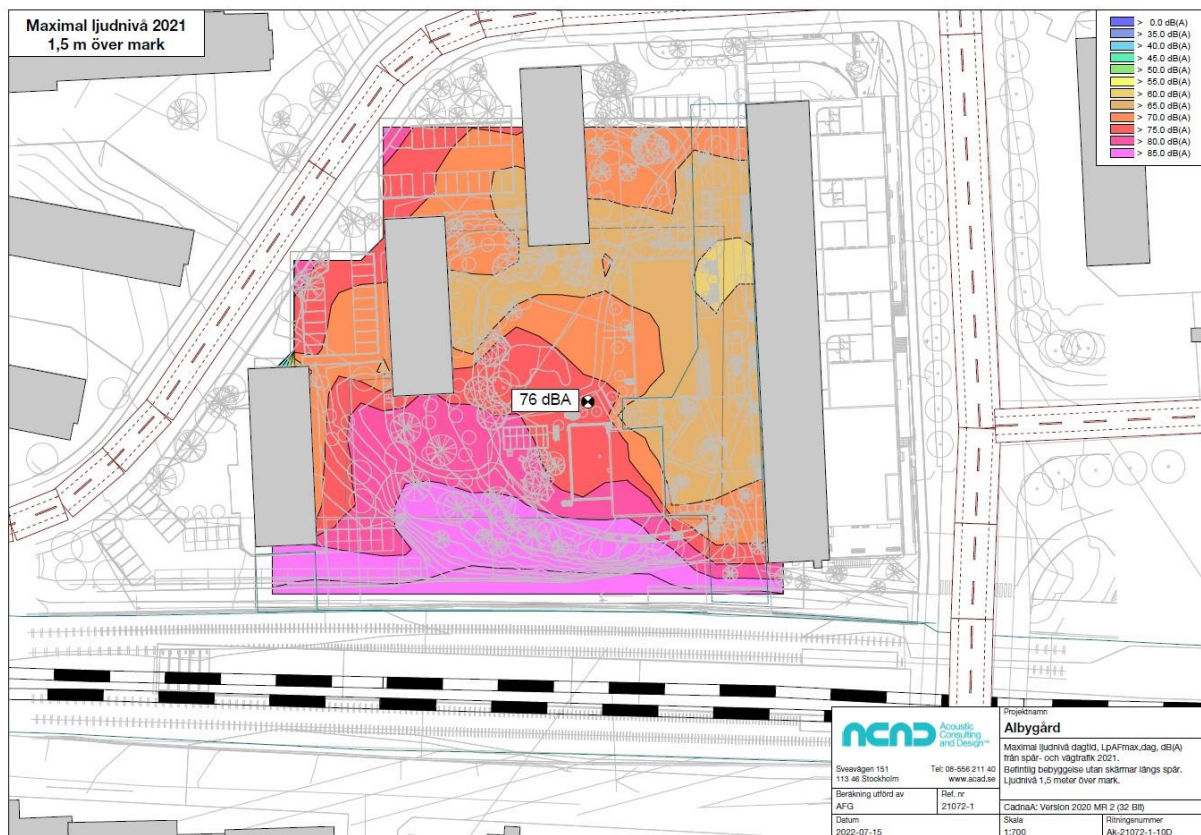 Maximal ljudnivå 2021
1,5 m över mark
> 0.0 dB(A)
> 35.0 dB(A)
> 40.0 dB(A)
> 45.0 dB(A)
> 50.0 dB(A)
> 55.0 dB(A)
> 60.0 dB(A)
> 65.0 dB(A)
> 70.0 dB(A)
> 75.0 dB(A)
> 80.0 dB(A)
> 85.0 dB(A)
76 dBA
ACAD
Acoustic
Consulting
and Design™
Sveavägen 151
113 46 Stockholm
Tel: 08-556 211 40
www.acad.se
Beräkning utförd av
AFG
Ref. nr
21072-1
Datum
2022-07-15
Projektnamn
Albygård
Maximal ljudnivå dagtid, LpAFmax,dag, dB(A)
från spår- och vägtrafik 2021.
Befintlig bebyggelse utan skärmar längs spår.
Ljudnivå 1,5 meter över mark.
CadnaA: Version 2020 MR 2 (32 Bit)
Skala
1:700
Ritningsnummer
Ak-21072-1-10D